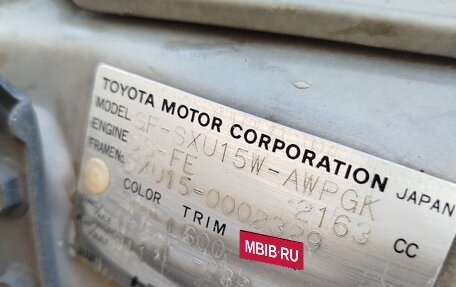 TOYOTA MOTOR CORPORATION JAPAN
MODEL GF-SXU15W-AWPGK
ENGINE -FE 2163 CC
FRAME No. SXU15-0002329
COLOR TRIM
MBIB.RU